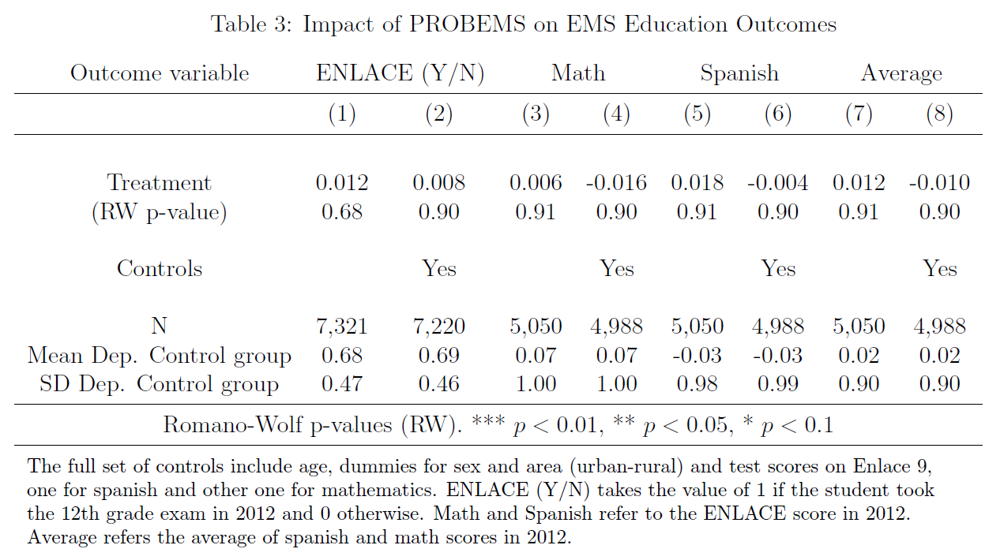 Table 3: Impact of PROBEMS on EMS Education Outcomes
Outcome variable ENLACE (Y/N) Math Spanish Average
(1) (2) (3) (4) (5) (6) (7) (8)
Treatment 0.012 0.008 0.006 -0.016 0.018 -0.004 0.012 -0.010
(RW p-value) 0.68 0.90 0.91 0.90 0.91 0.90 0.91 0.90
Controls Yes Yes Yes Yes
N 7,321 7,220 5,050 4,988 5,050 4,988 5,050 4,988
Mean Dep. Control group 0.68 0.69 0.07 0.07 -0.03 -0.03 0.02 0.02
SD Dep. Control group 0.47 0.46 1.00 1.00 0.98 0.99 0.90 0.90
Romano-Wolf p-values (RW). *** p < 0.01, ** p < 0.05, * p < 0.1
The full set of controls include age, dummies for sex and area (urban-rural) and test scores on Enlace 9,
one for spanish and other one for mathematics. ENLACE (Y/N) takes the value of 1 if the student took
the 12th grade exam in 2012 and 0 otherwise. Math and Spanish refer to the ENLACE score in 2012.
Average refers the average of spanish and math scores in 2012.